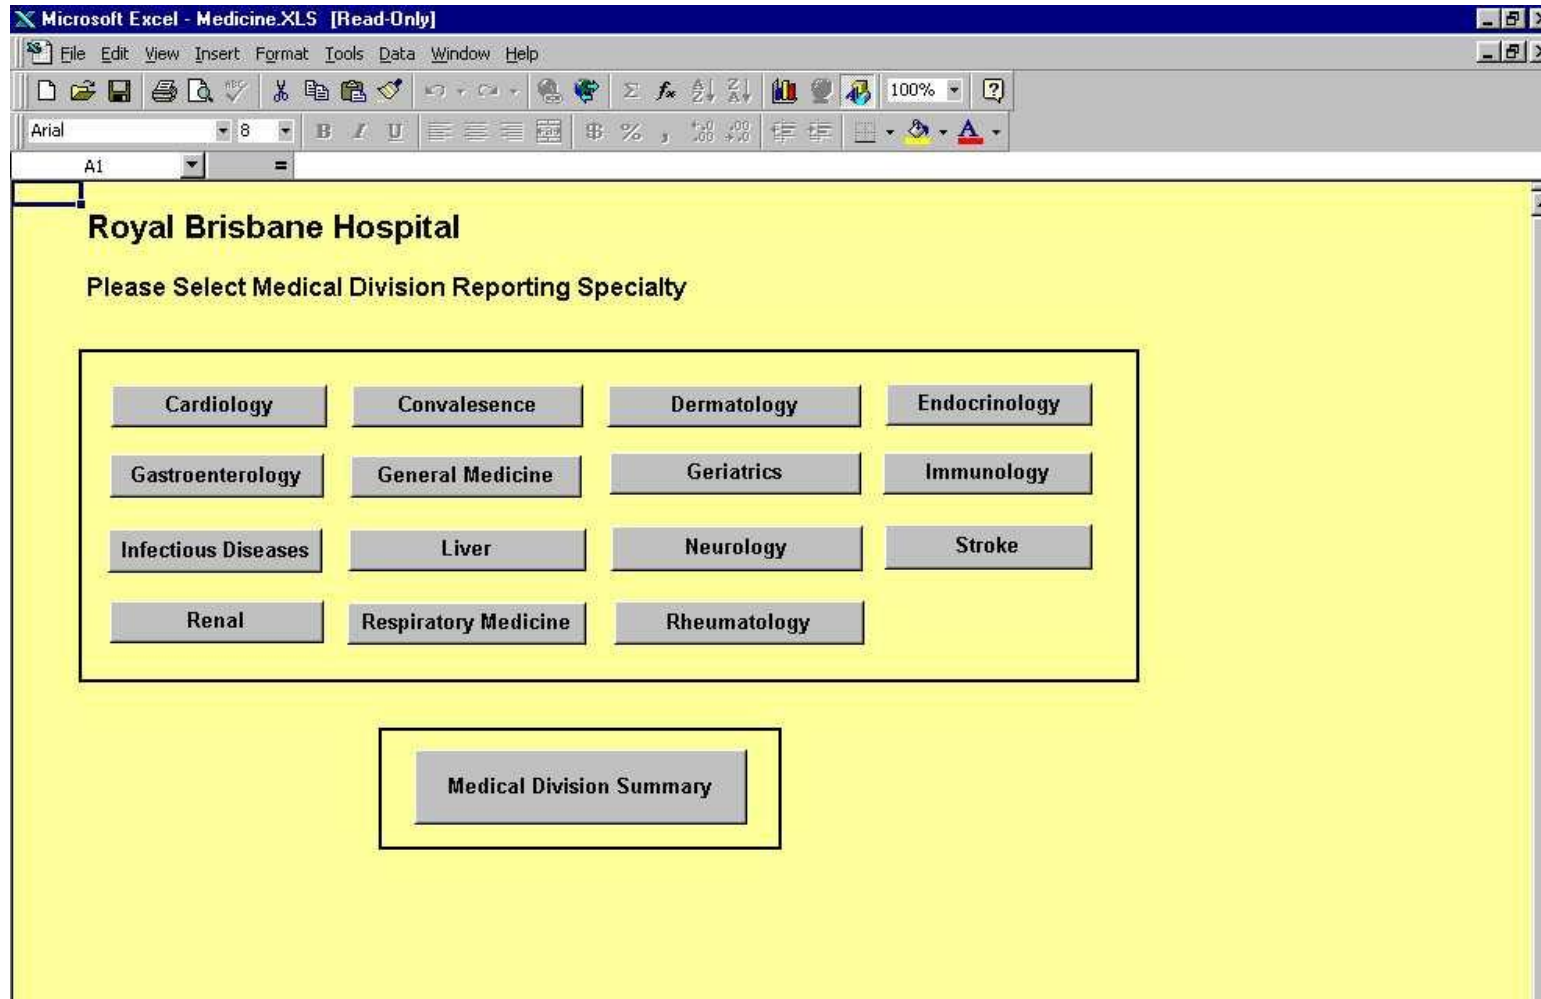 Microsoft Excel - Medicine.XLS [Read-Only]
File Edit View Insert Format Tools Data Window Help
100%
Arial 8 B I U % ,
A1 =
Royal Brisbane Hospital
Please Select Medical Division Reporting Specialty
Cardiology Convalesence Dermatology Endocrinology
Gastroenterology General Medicine Geriatrics Immunology
Infectious Diseases Liver Neurology Stroke
Renal Respiratory Medicine Rheumatology
Medical Division Summary